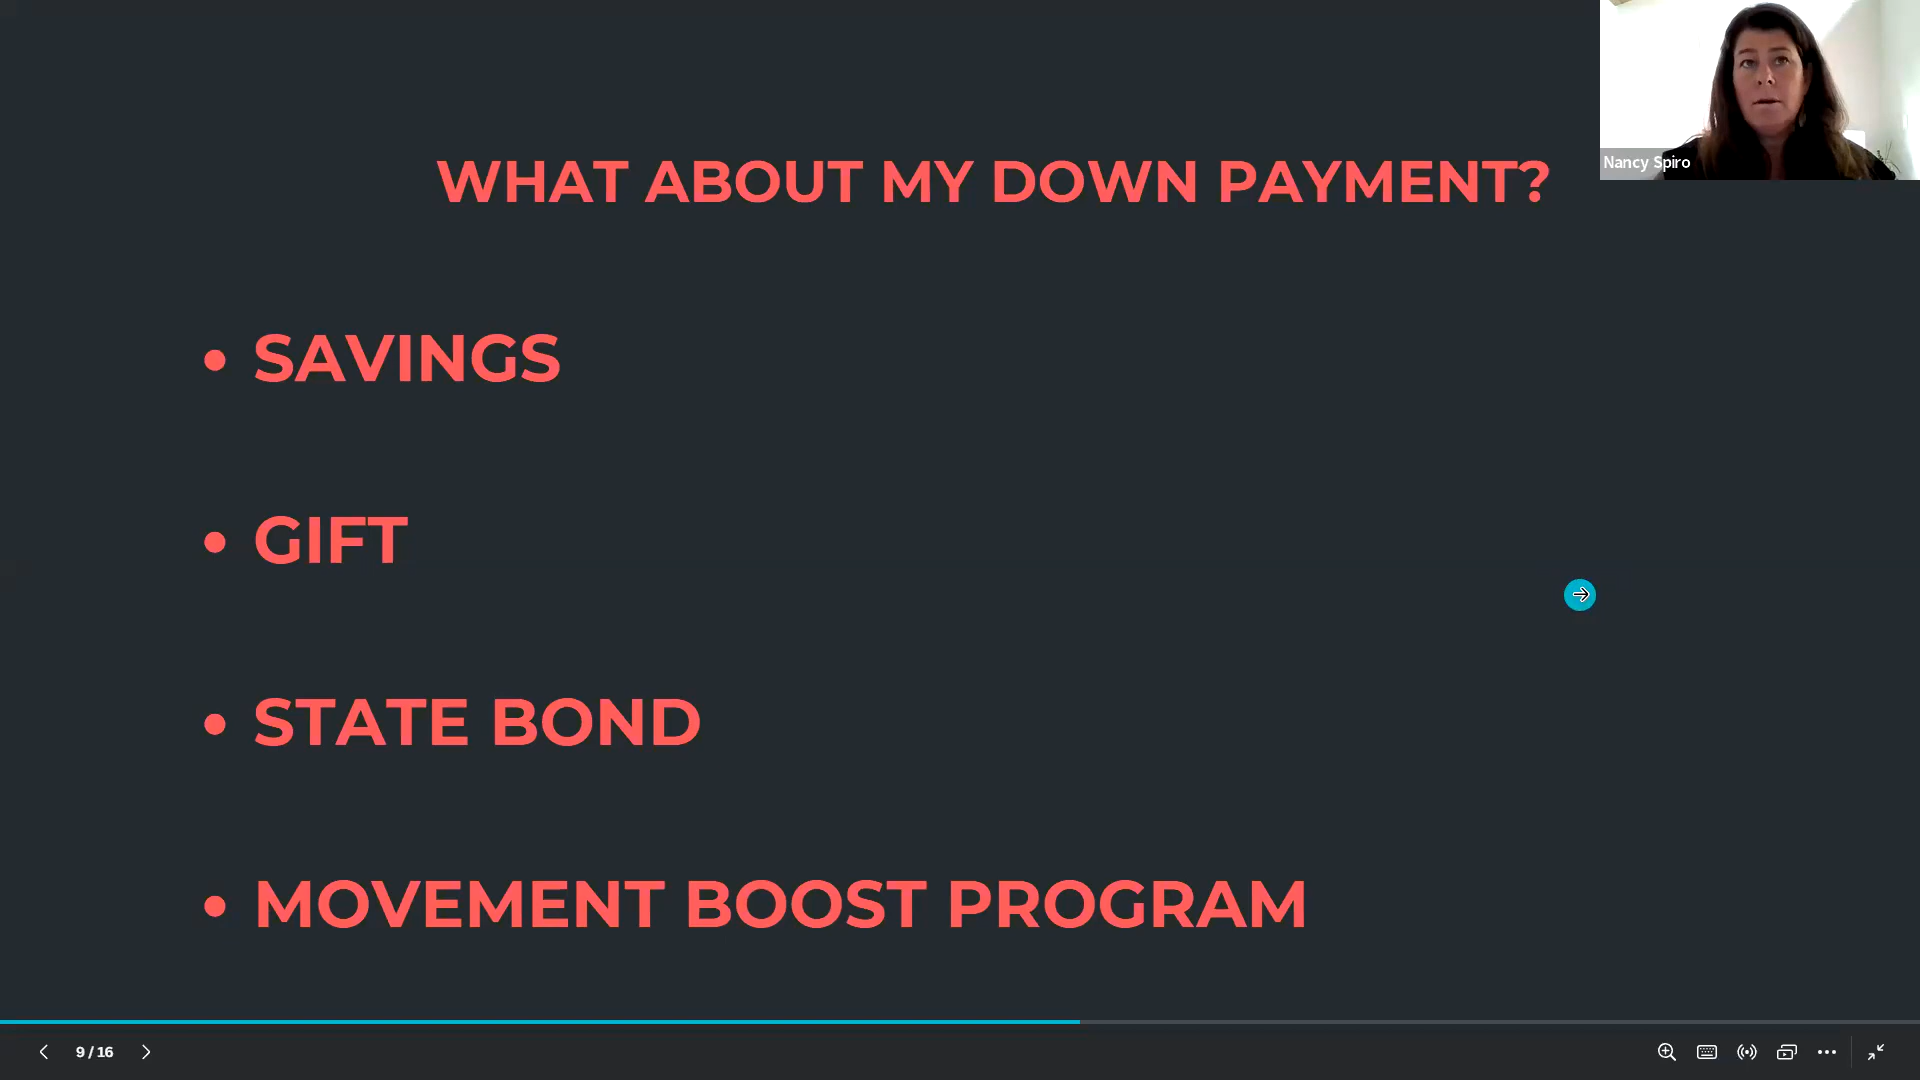 Nancy Spiro
WHAT ABOUT MY DOWN PAYMENT?
• SAVINGS
• GIFT
• STATE BOND
• MOVEMENT BOOST PROGRAM
9 / 16